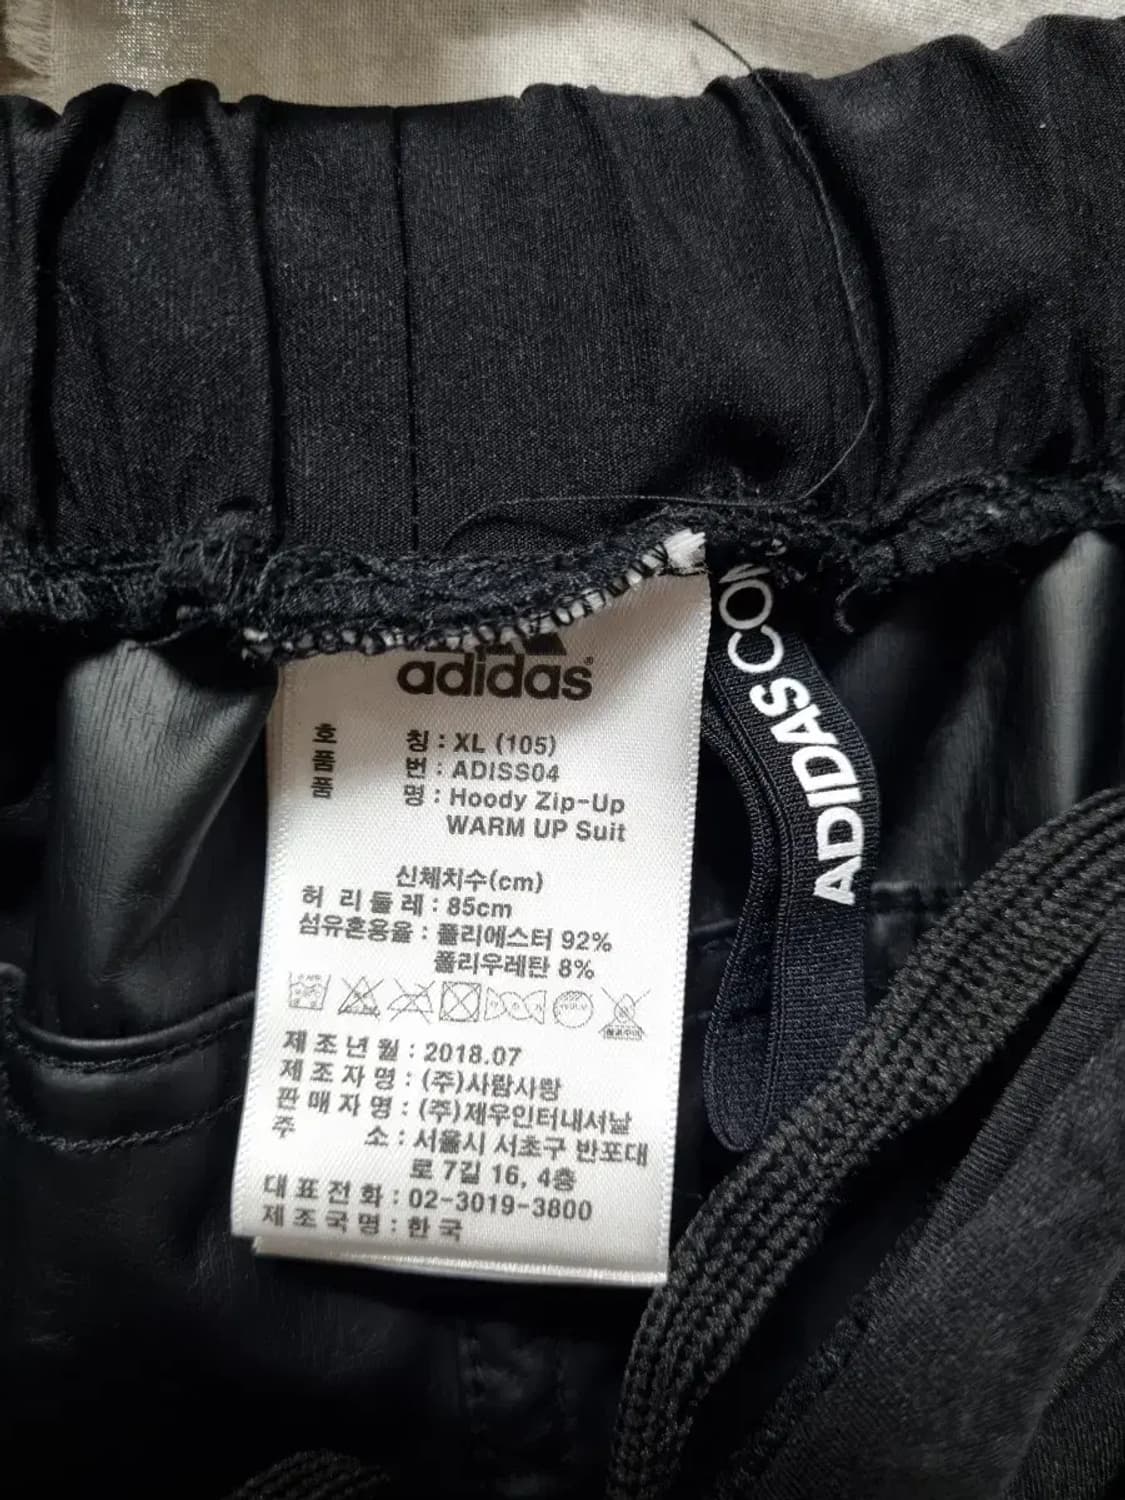 adidas
호 칭 : XL (105)
품 번 : ADISS04
품 명 : Hoody Zip-Up
WARM UP Suit
신체치수(cm)
허 리 둘 레 : 85cm
섬유혼용율 : 폴리에스터 92%
폴리우레탄 8%
제 조 년 월 : 2018.07
제 조 자 명 : (주)사람사랑
판 매 자 명 : (주)제우인터내셔날
주 소 : 서울시 서초구 반포대
로 7길 16, 4층
대 표 전 화 : 02-3019-3800
제 조 국 명 : 한 국
ADIDASCOM